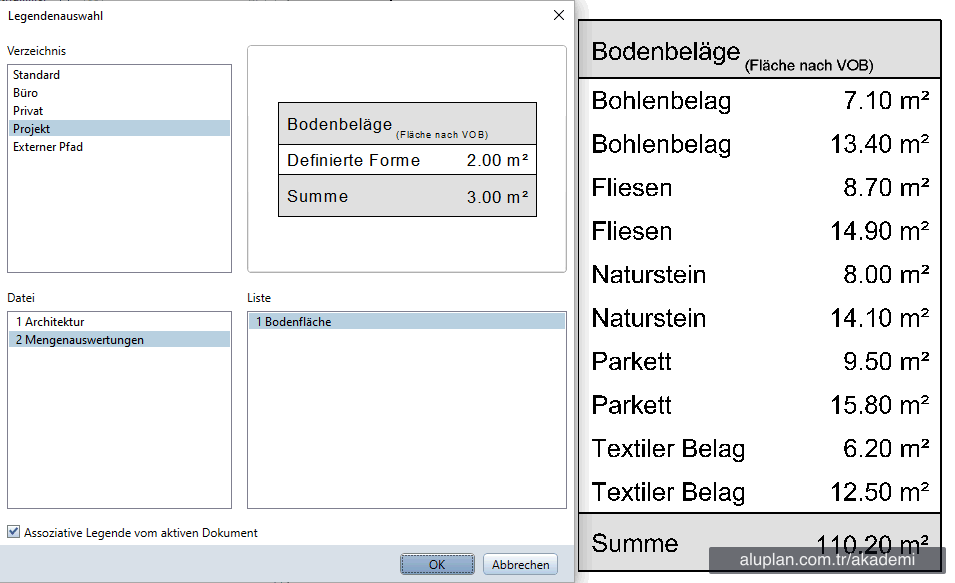 Legendenauswahl
Verzeichnis
Standard
Büro
Privat
Projekt
Externer Pfad
Bodenbeläge (Fläche nach VOB)
Definierte Forme 2.00 m²
Summe 3.00 m²
Datei
1 Architektur
2 Mengenauswertungen
Liste
1 Bodenfläche
Assoziative Legende vom aktiven Dokument
OK Abbrechen
Bodenbeläge (Fläche nach VOB)
Bohlenbelag 7.10 m²
Bohlenbelag 13.40 m²
Fliesen 8.70 m²
Fliesen 14.90 m²
Naturstein 8.00 m²
Naturstein 14.10 m²
Parkett 9.50 m²
Parkett 15.80 m²
Textiler Belag 6.20 m²
Textiler Belag 12.50 m²
Summe 110.20 m²
aluplan.com.tr/akademi